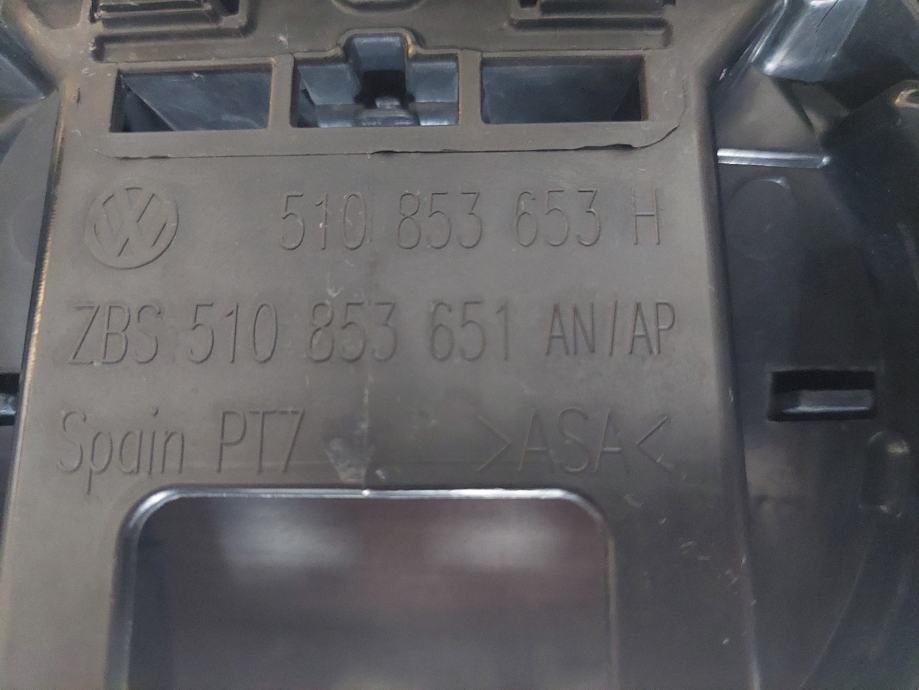 510 853 653 H
ZBS 510 853 651 AN/AP
Spain PT7 >ASA<